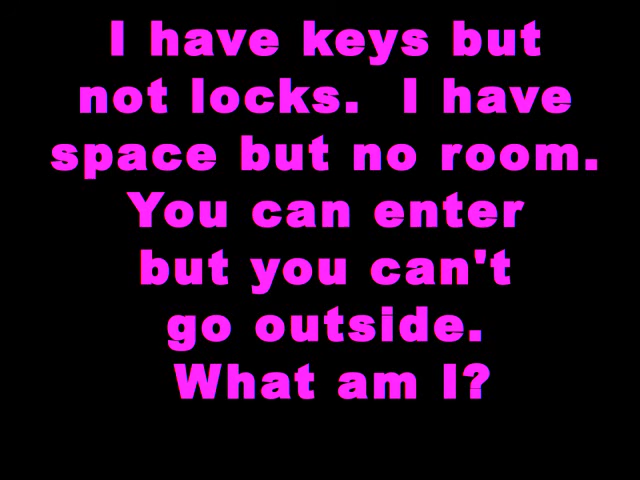 I have keys but
not locks.  I have
space but no room.
You can enter
but you can't
go outside.
What am I?